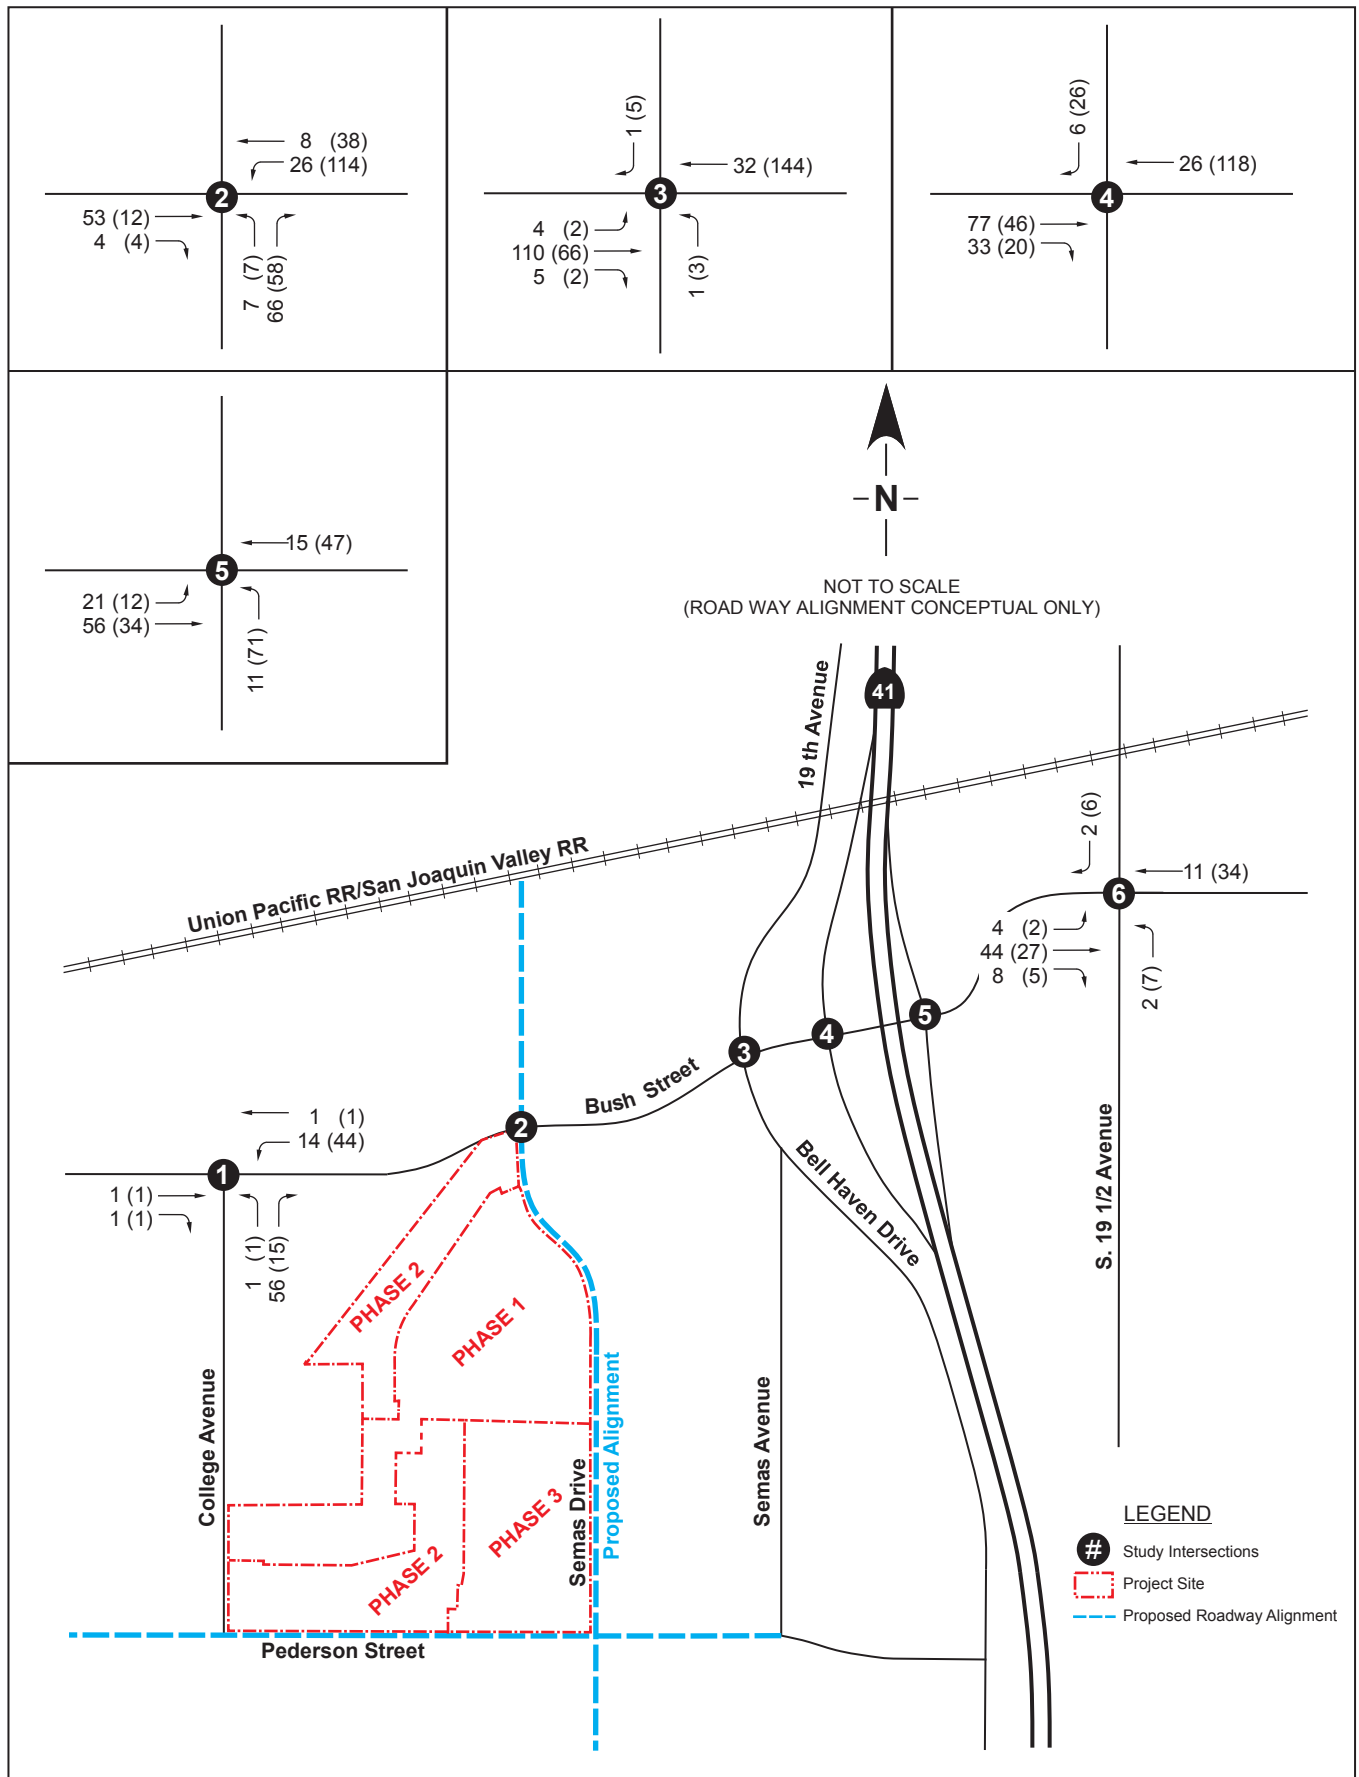 8 (38)
26 (114)
2
53 (12)
4 (4)
7 (7)
66 (58)
1 (5)
32 (144)
3
4 (2)
110 (66)
5 (2)
1 (3)
6 (26)
26 (118)
4
77 (46)
33 (20)
15 (47)
5
21 (12)
56 (34)
11 (71)
N
NOT TO SCALE
(ROAD WAY ALIGNMENT CONCEPTUAL ONLY)
19 th Avenue
41
Union Pacific RR/San Joaquin Valley RR
2 (6)
11 (34)
6
4 (2)
44 (27)
8 (5)
2 (7)
5
4
3
Bush Street
2
1 (1)
14 (44)
1
1 (1)
1 (1)
1 (1)
56 (15)
Bell Haven Drive
S. 19 1/2 Avenue
PHASE 2
PHASE 1
College Avenue
Proposed Alignment
Semas Drive
Semas Avenue
PHASE 3
PHASE 2
Pederson Street
LEGEND
# Study Intersections
Project Site
Proposed Roadway Alignment